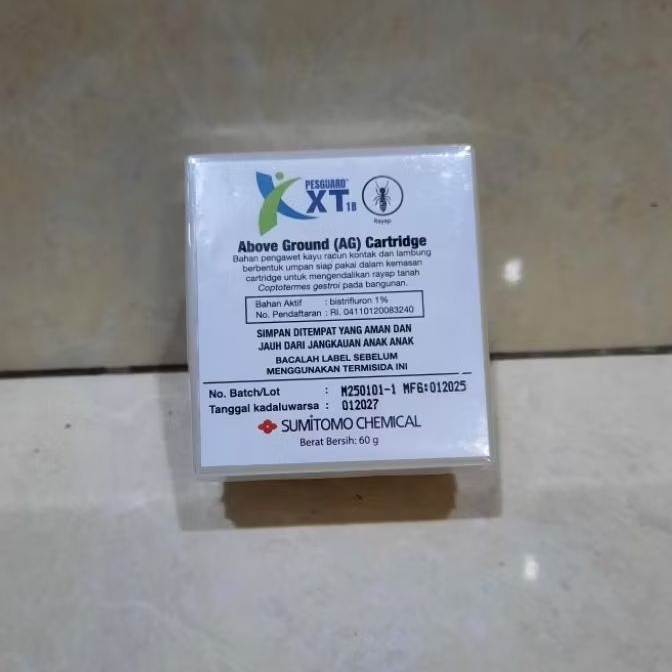 PESGUARD™
XT1B
Rayap
Above Ground (AG) Cartridge
Bahan pengawet kayu racun kontak dan lambung
berbentuk umpan siap pakai dalam kemasan
cartridge untuk mengendalikan rayap tanah
Coptotermes gestroi pada bangunan.
Bahan Aktif : bistrifluron 1%
No. Pendaftaran : RI. 04110120083240
SIMPAN DITEMPAT YANG AMAN DAN
JAUH DARI JANGKAUAN ANAK ANAK
BACALAH LABEL SEBELUM
MENGGUNAKAN TERMISIDA INI
No. Batch/Lot : M250101-1 MFG:012025
Tanggal kadaluwarsa : 012027
SUMITOMO CHEMICAL
Berat Bersih: 60 g